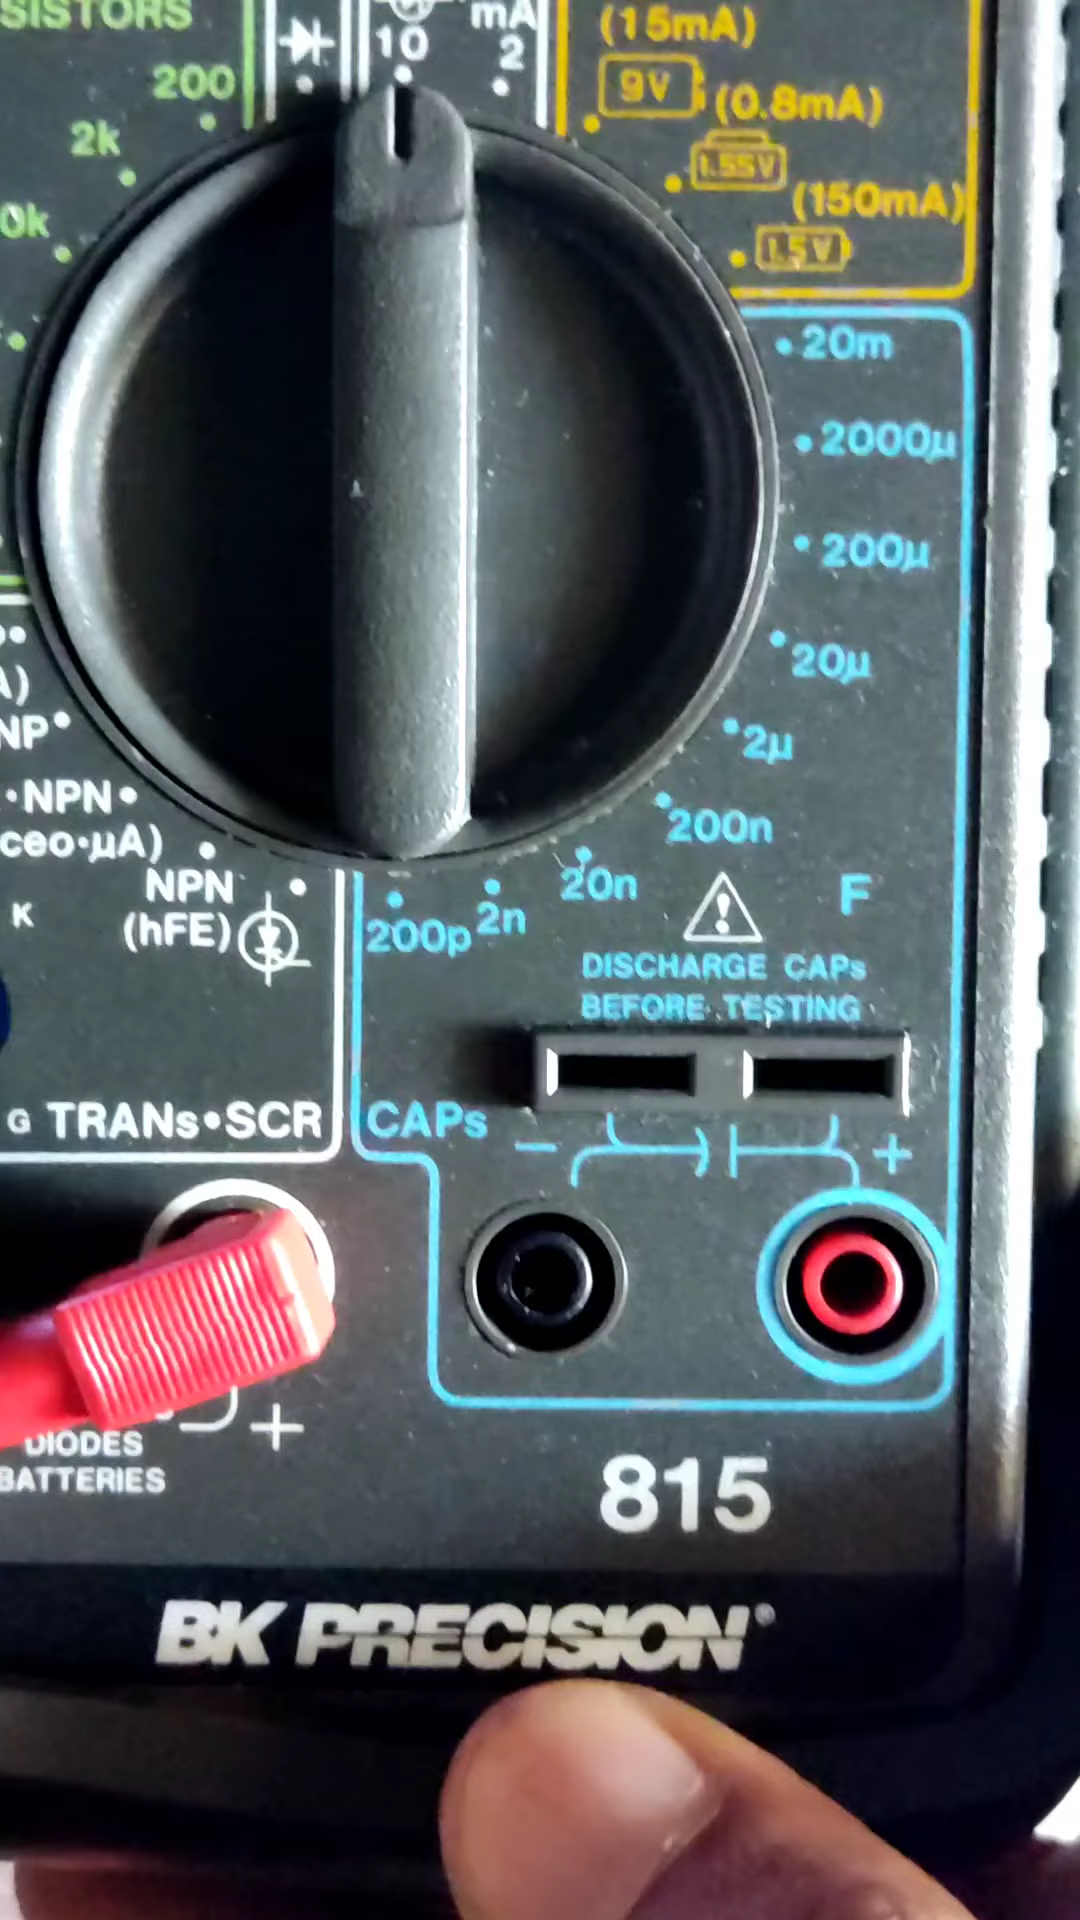 SISTORS
10
mA
2
(15mA)
200
9V
(0.8mA)
2k
1.55V
(150mA)
0k
1.5V
20m
2000µ
200µ
20µ
A)
NP
2µ
·NPN·
200n
ceo·µA)
NPN
20n
F
K
(hFE)
200p
2n
DISCHARGE CAPs
BEFORE TESTING
G TRANs·SCR
CAPs
− +
+
DIODES
BATTERIES
815
BK PRECISION®